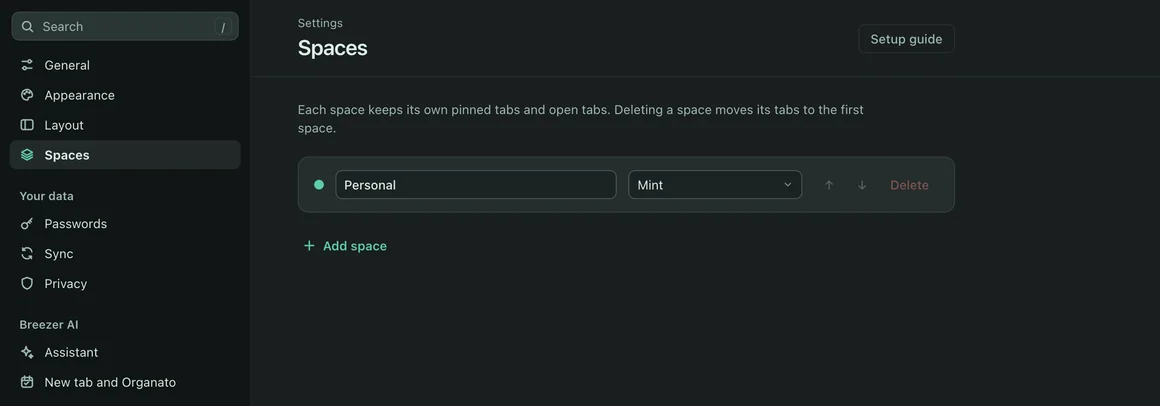 Search /
General
Appearance
Layout
Spaces
Your data
Passwords
Sync
Privacy
Breezer AI
Assistant
New tab and Organato
Settings
Spaces
Setup guide
Each space keeps its own pinned tabs and open tabs. Deleting a space moves its tabs to the first
space.
Personal
Mint
↑ ↓ Delete
+ Add space